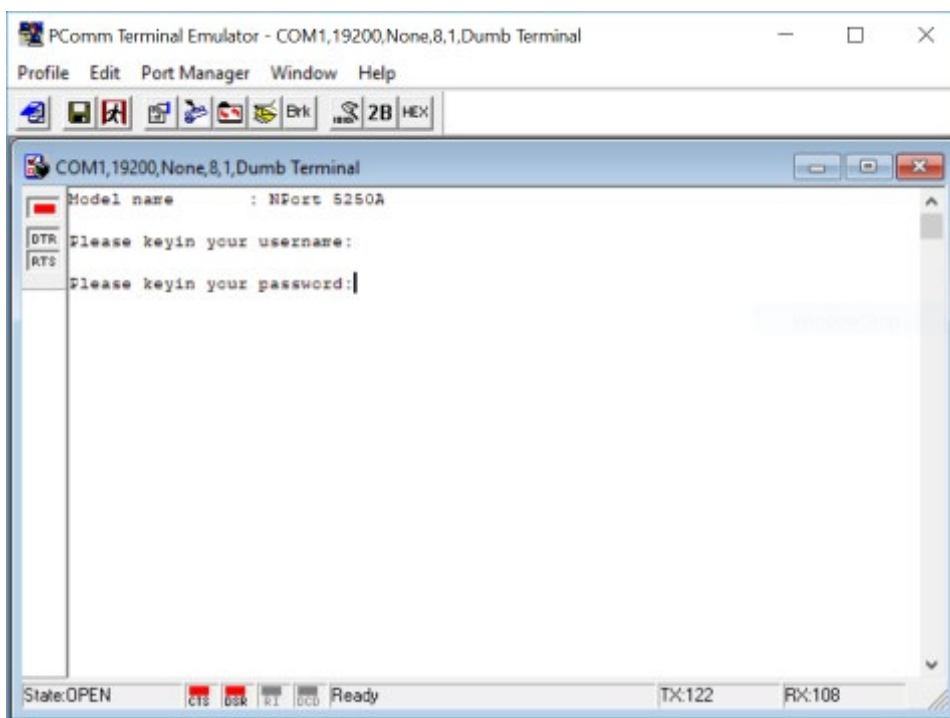 PComm Terminal Emulator - COM1,19200,None,8,1,Dumb Terminal
Profile Edit Port Manager Window Help
Brk 2B HEX
COM1,19200,None,8,1,Dumb Terminal
Model name : NPort 5250A
DTR Please keyin your username:
RTS
Please keyin your password:
State:OPEN CTS DSR RI DCD Ready TX:122 RX:108